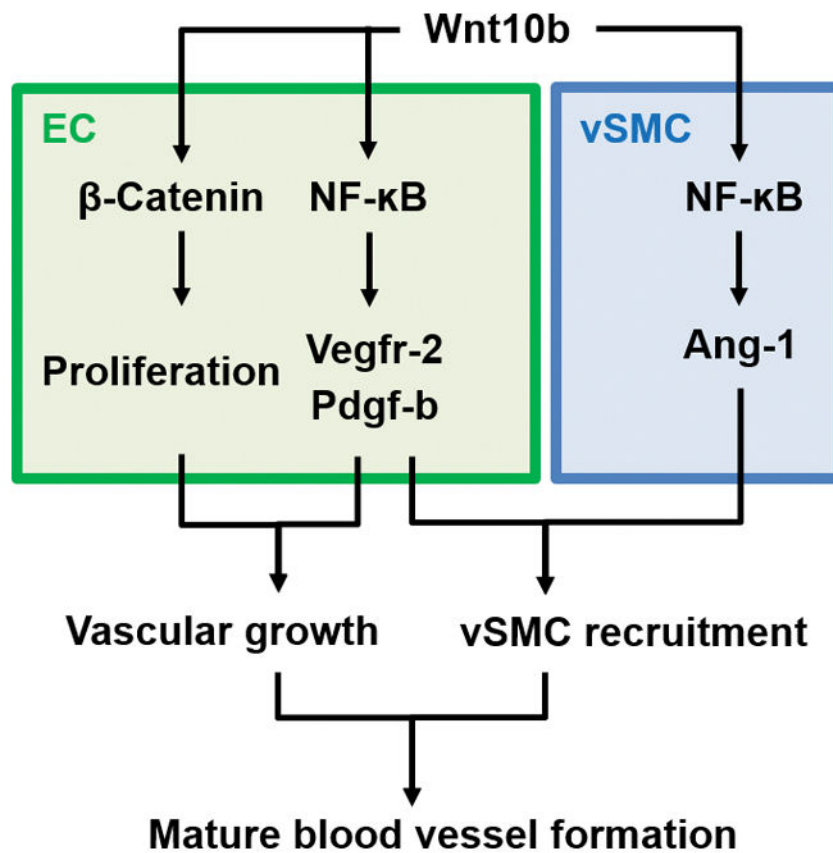 Wnt10b
EC
vSMC
β-Catenin
NF-κB
NF-κB
Proliferation
Vegfr-2
Pdgf-b
Ang-1
Vascular growth
vSMC recruitment
Mature blood vessel formation